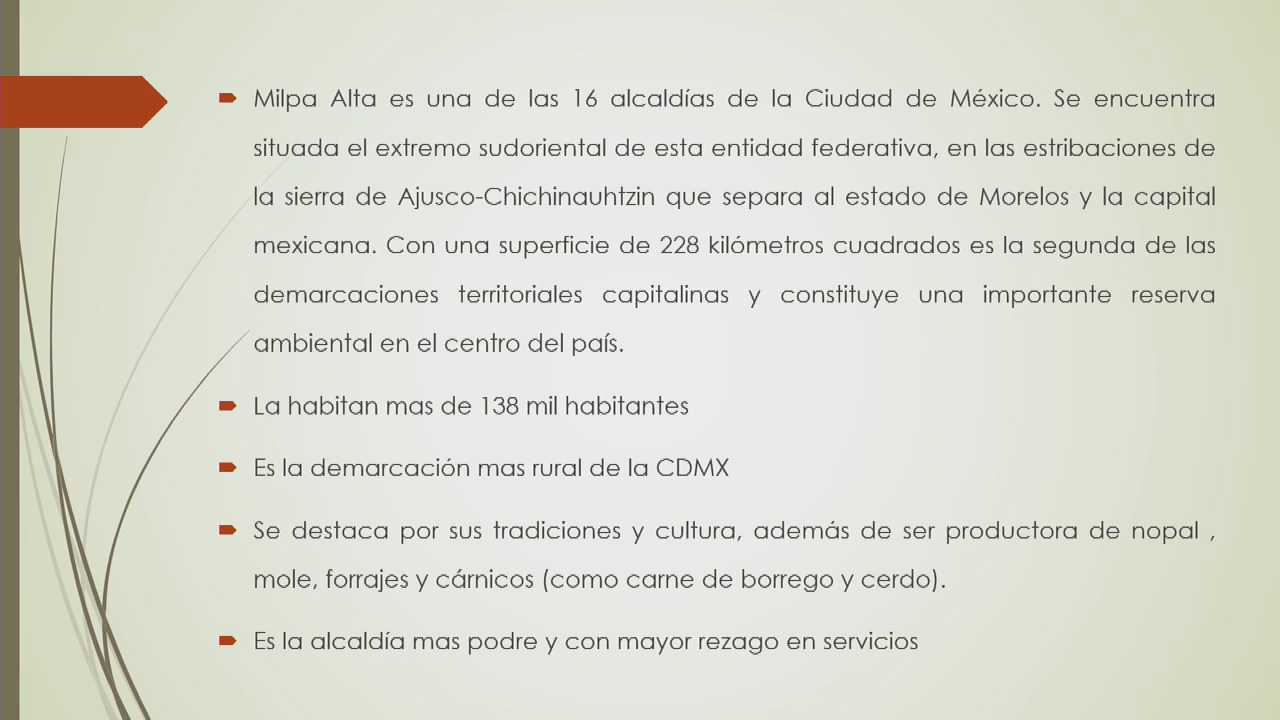 Milpa Alta es una de las 16 alcaldías de la Ciudad de México. Se encuentra
situada el extremo sudoriental de esta entidad federativa, en las estribaciones de
la sierra de Ajusco-Chichinauhtzin que separa al estado de Morelos y la capital
mexicana. Con una superficie de 228 kilómetros cuadrados es la segunda de las
demarcaciones territoriales capitalinas y constituye una importante reserva
ambiental en el centro del país.
La habitan mas de 138 mil habitantes
Es la demarcación mas rural de la CDMX
Se destaca por sus tradiciones y cultura, además de ser productora de nopal ,
mole, forrajes y cárnicos (como carne de borrego y cerdo).
Es la alcaldía mas podre y con mayor rezago en servicios